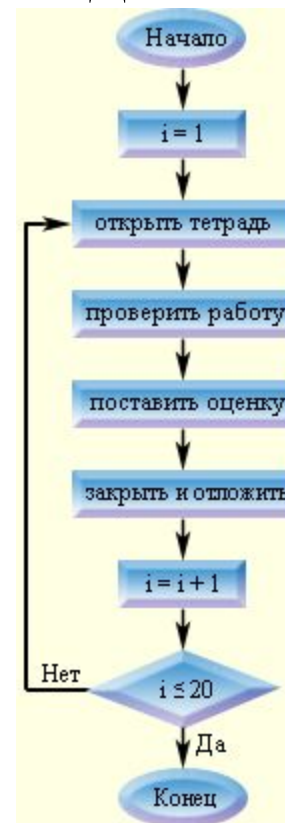 Начало
i = 1
открыть тетрадь
проверить работу
поставить оценку
закрыть и отложить
i = i + 1
Нет
i ≤ 20
Да
Конец